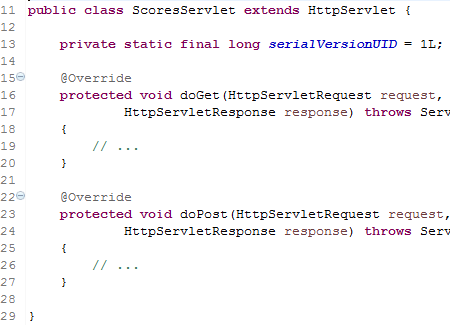 11 public class ScoresServlet extends HttpServlet {
12
13 private static final long serialVersionUID = 1L;
14
15 @Override
16 protected void doGet(HttpServletRequest request,
17 HttpServletResponse response) throws Serv
18 {
19 // ...
20 }
21
22 @Override
23 protected void doPost(HttpServletRequest request,
24 HttpServletResponse response) throws Serv
25 {
26 // ...
27 }
28
29 }